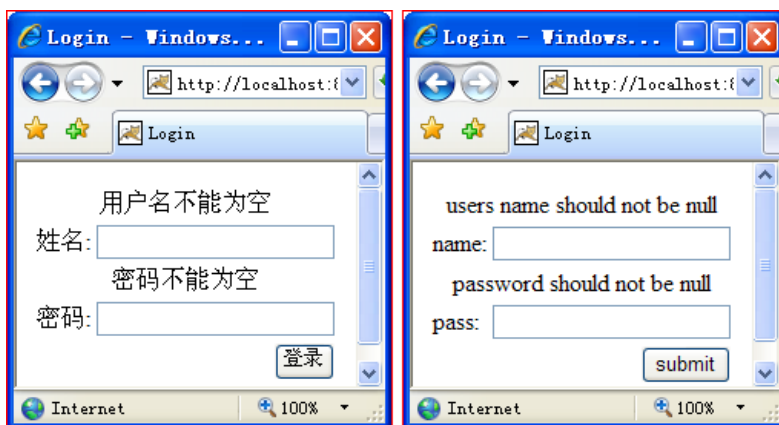 Login - Windows...
http://localhost:8
Login
用户名不能为空
姓名:
密码不能为空
密码:
登录
Internet
100%
Login - Windows...
http://localhost:8
Login
users name should not be null
name:
password should not be null
pass:
submit
Internet
100%